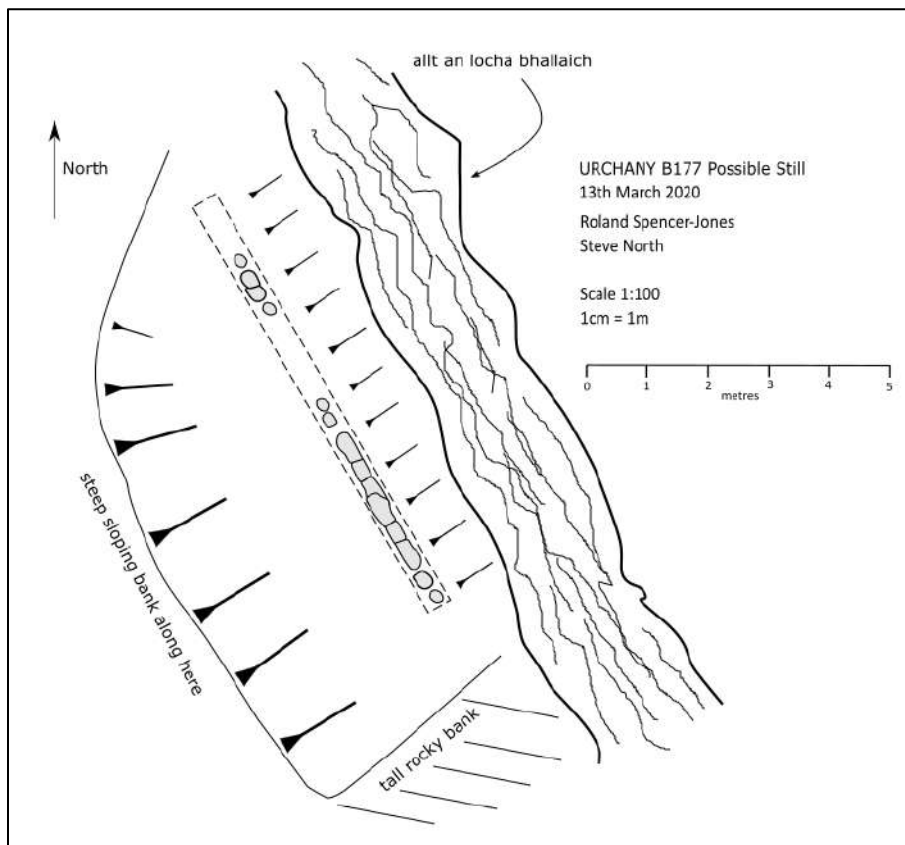 allt an locha bhallaich
North
URCHANY B177 Possible Still
13th March 2020
Roland Spencer-Jones
Steve North
Scale 1:100
1cm = 1m
0 1 2 3 4 5
metres
steep sloping bank along here
tall rocky bank